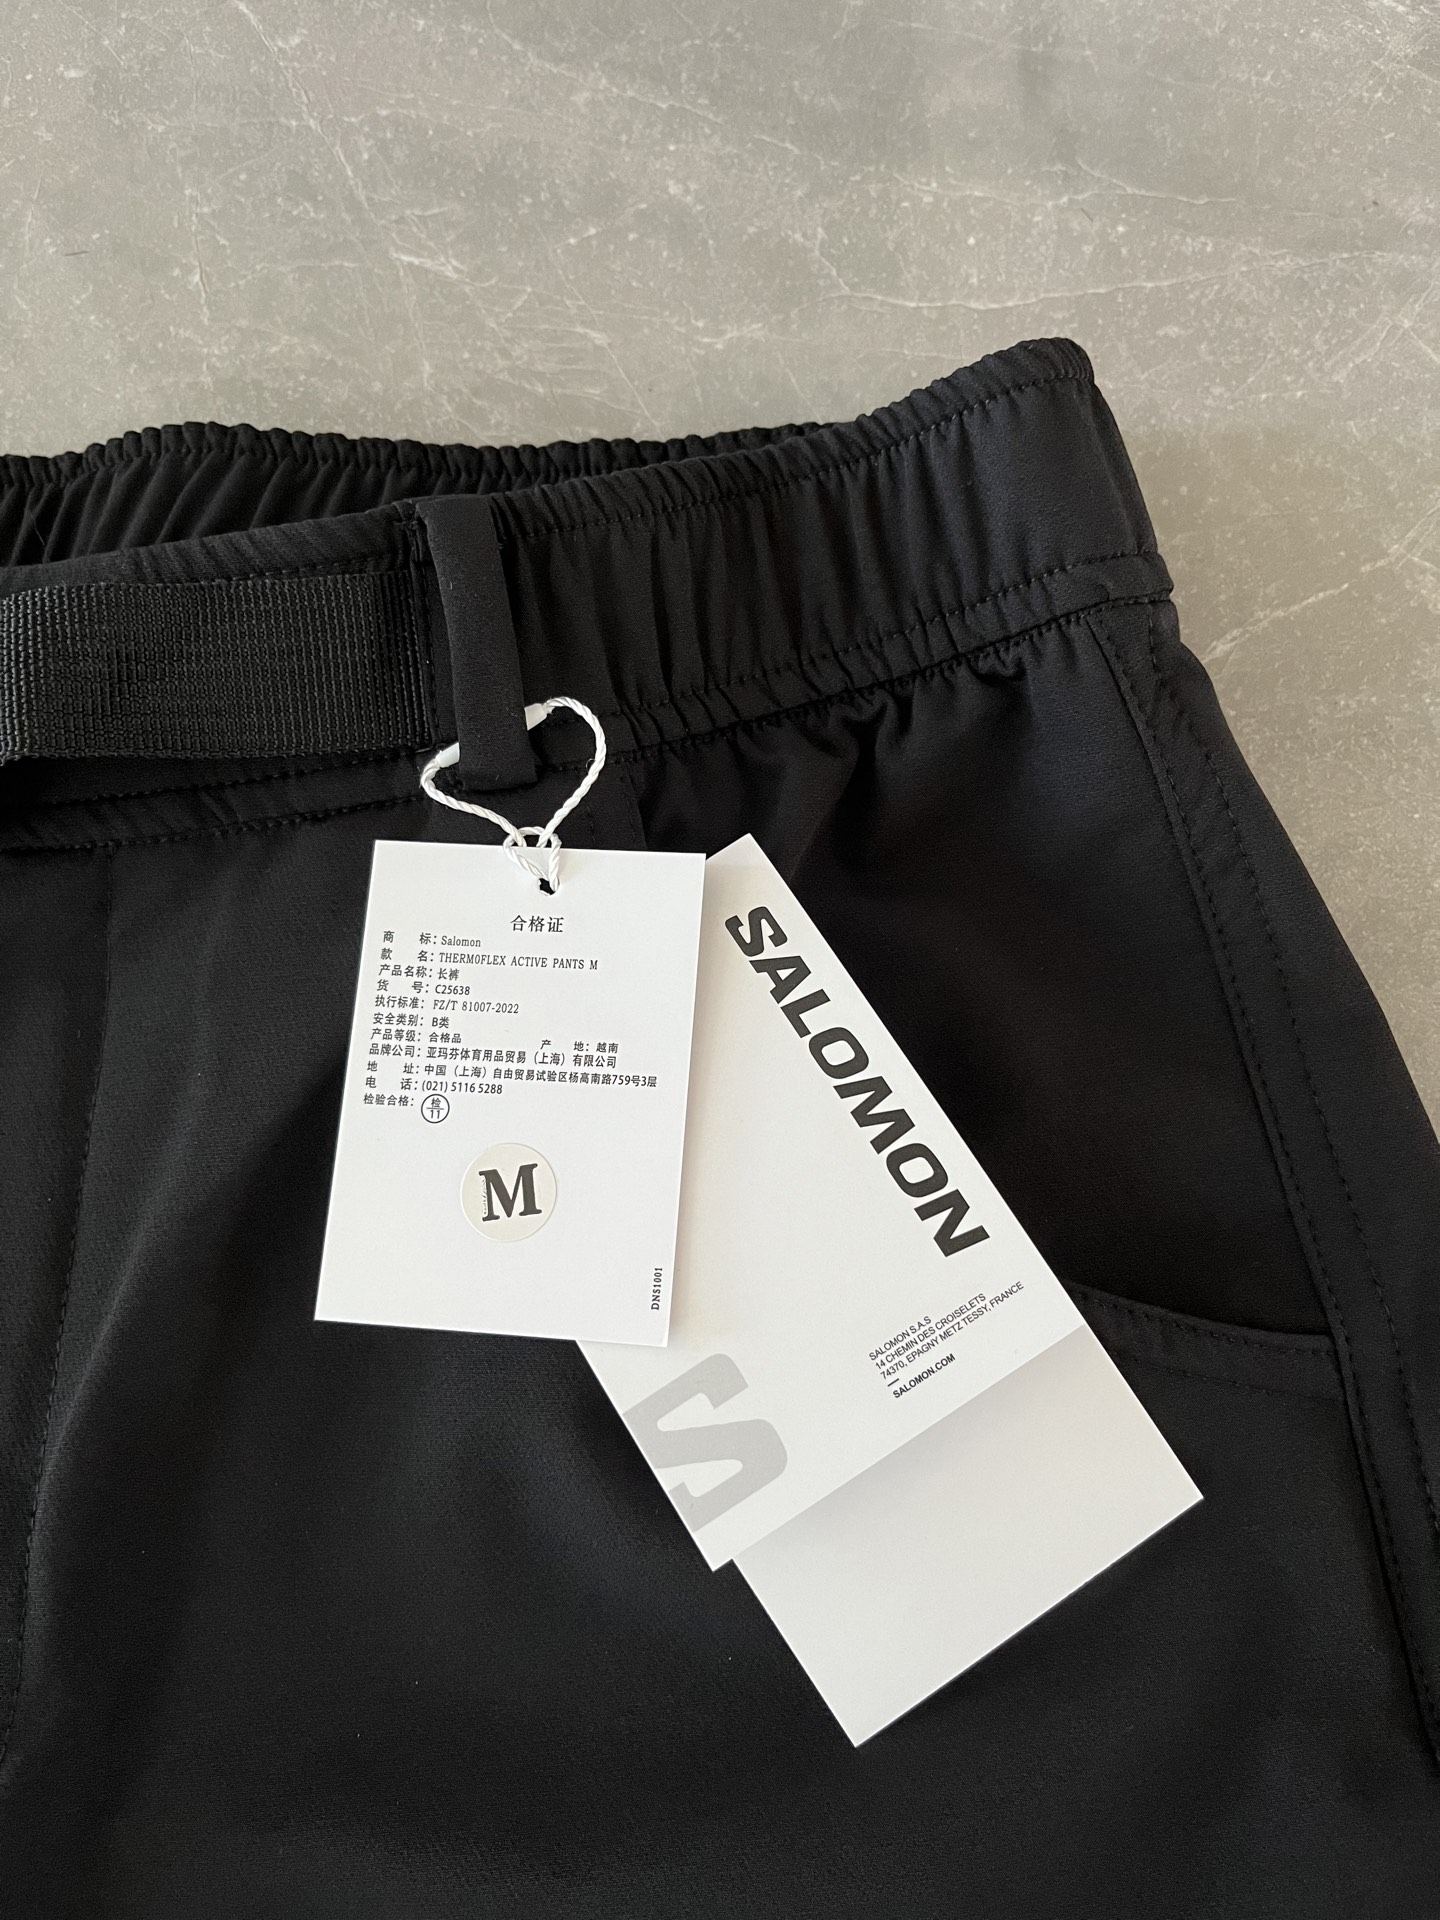 合格证
商 标：Salomon
款 名：THERM0FLEX ACTIVE PANTS M
产品名称：长裤
货 号：C25638
执行标准：FZ/T 81007-2022
安全类别：B类
产品等级：合格品 产 地：越南
品牌公司：亚玛芬体育用品贸易（上海）有限公司
地 址：中国（上海）自由贸易试验区杨高南路759号3层
电 话：(021) 5116 5288
检验合格：检 11
M
DNS1001
SALOMON
SALOMON S.A.S
14 CHEMIN DES CROISELETS
74370, EPAGNY METZ TESSY, FRANCE
—
SALOMON.COM
S